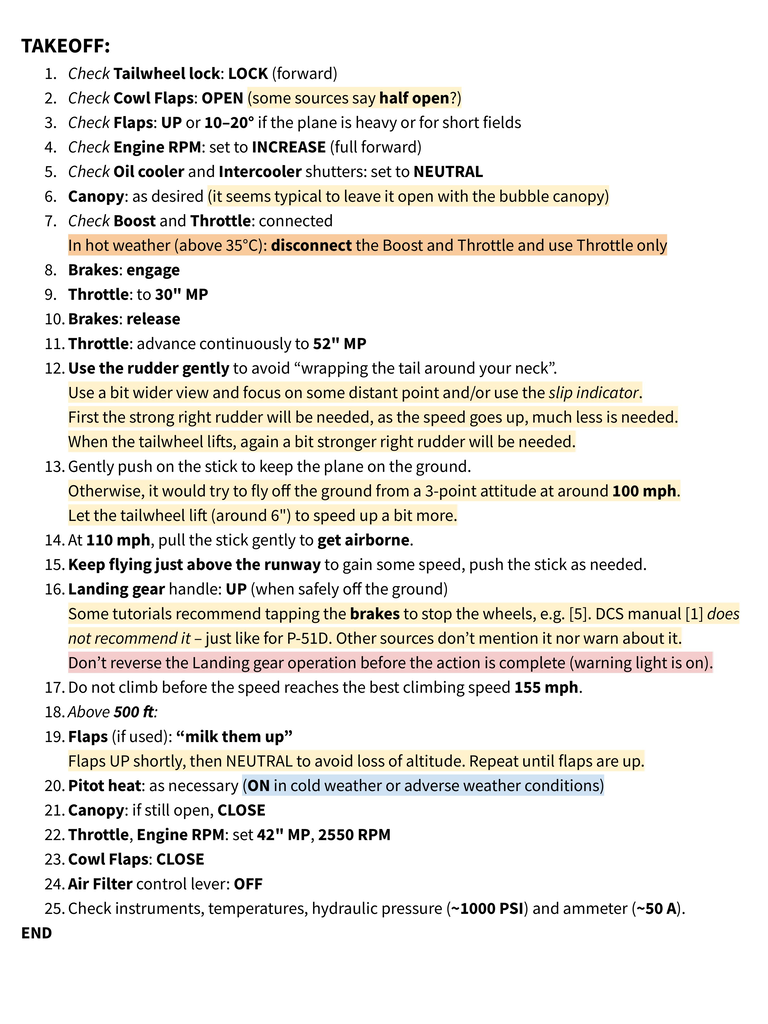 TAKEOFF:
1. Check Tailwheel lock: LOCK (forward)
2. Check Cowl Flaps: OPEN (some sources say half open?)
3. Check Flaps: UP or 10–20° if the plane is heavy or for short fields
4. Check Engine RPM: set to INCREASE (full forward)
5. Check Oil cooler and Intercooler shutters: set to NEUTRAL
6. Canopy: as desired (it seems typical to leave it open with the bubble canopy)
7. Check Boost and Throttle: connected
In hot weather (above 35°C): disconnect the Boost and Throttle and use Throttle only
8. Brakes: engage
9. Throttle: to 30" MP
10. Brakes: release
11. Throttle: advance continuously to 52" MP
12. Use the rudder gently to avoid “wrapping the tail around your neck”.
Use a bit wider view and focus on some distant point and/or use the slip indicator.
First the strong right rudder will be needed, as the speed goes up, much less is needed.
When the tailwheel lifts, again a bit stronger right rudder will be needed.
13. Gently push on the stick to keep the plane on the ground.
Otherwise, it would try to fly off the ground from a 3-point attitude at around 100 mph.
Let the tailwheel lift (around 6") to speed up a bit more.
14. At 110 mph, pull the stick gently to get airborne.
15. Keep flying just above the runway to gain some speed, push the stick as needed.
16. Landing gear handle: UP (when safely off the ground)
Some tutorials recommend tapping the brakes to stop the wheels, e.g. [5]. DCS manual [1] does
not recommend it – just like for P-51D. Other sources don’t mention it nor warn about it.
Don’t reverse the Landing gear operation before the action is complete (warning light is on).
17. Do not climb before the speed reaches the best climbing speed 155 mph.
18. Above 500 ft:
19. Flaps (if used): “milk them up”
Flaps UP shortly, then NEUTRAL to avoid loss of altitude. Repeat until flaps are up.
20. Pitot heat: as necessary (ON in cold weather or adverse weather conditions)
21. Canopy: if still open, CLOSE
22. Throttle, Engine RPM: set 42" MP, 2550 RPM
23. Cowl Flaps: CLOSE
24. Air Filter control lever: OFF
25. Check instruments, temperatures, hydraulic pressure (~1000 PSI) and ammeter (~50 A).
END